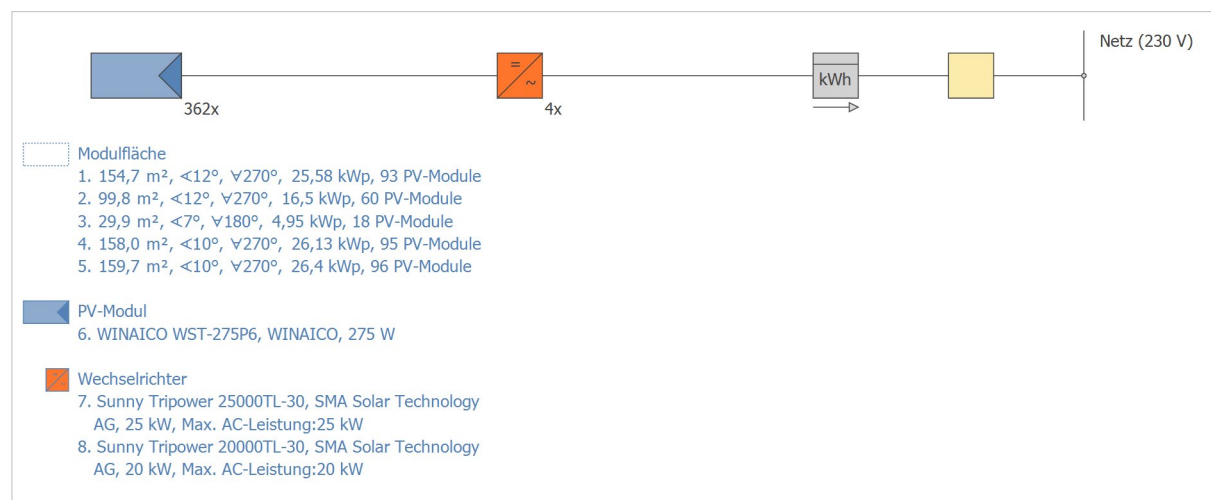 Netz (230 V)
=
~
kWh
362x
4x
Modulfläche
1. 154,7 m², ∢12°, ∀270°, 25,58 kWp, 93 PV-Module
2. 99,8 m², ∢12°, ∀270°, 16,5 kWp, 60 PV-Module
3. 29,9 m², ∢7°, ∀180°, 4,95 kWp, 18 PV-Module
4. 158,0 m², ∢10°, ∀270°, 26,13 kWp, 95 PV-Module
5. 159,7 m², ∢10°, ∀270°, 26,4 kWp, 96 PV-Module
PV-Modul
6. WINAICO WST-275P6, WINAICO, 275 W
Wechselrichter
7. Sunny Tripower 25000TL-30, SMA Solar Technology
AG, 25 kW, Max. AC-Leistung:25 kW
8. Sunny Tripower 20000TL-30, SMA Solar Technology
AG, 20 kW, Max. AC-Leistung:20 kW